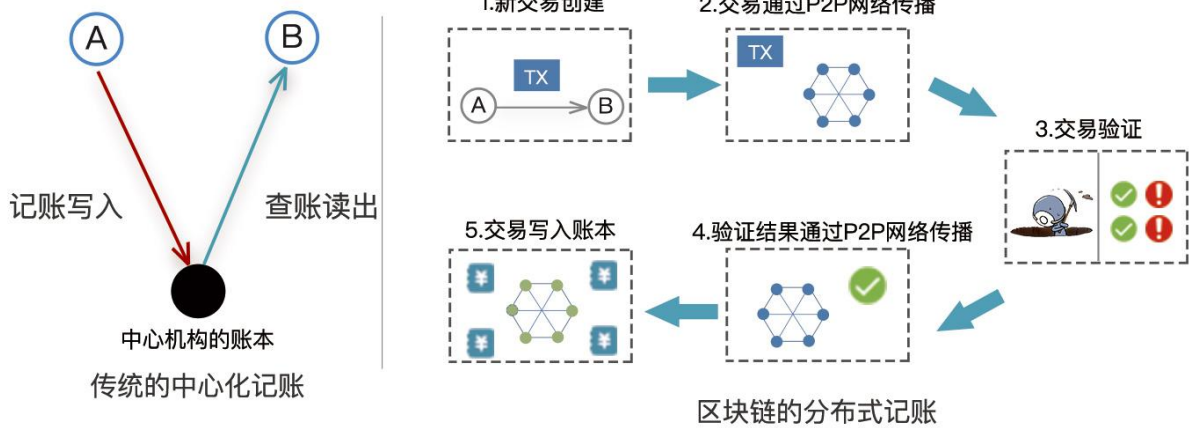 A
B
记账写入
查账读出
中心机构的账本
传统的中心化记账
1.新交易创建
TX
A
B
2.交易通过P2P网络传播
TX
3.交易验证
4.验证结果通过P2P网络传播
5.交易写入账本
¥
¥
¥
¥
区块链的分布式记账